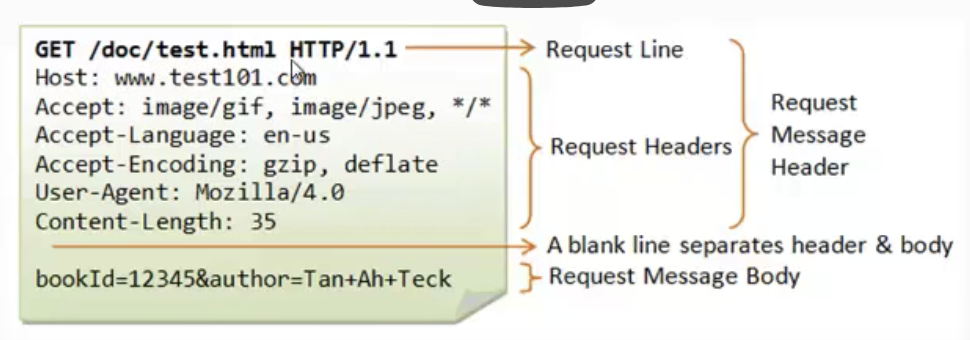 GET /doc/test.html HTTP/1.1
Host: www.test101.com
Accept: image/gif, image/jpeg, */*
Accept-Language: en-us
Accept-Encoding: gzip, deflate
User-Agent: Mozilla/4.0
Content-Length: 35
bookId=12345&author=Tan+Ah+Teck
Request Line
Request Headers
Request
Message
Header
A blank line separates header & body
Request Message Body